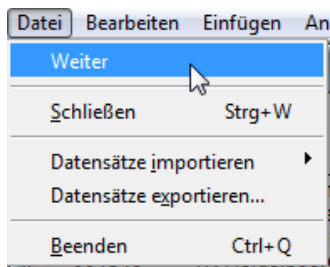 Datei Bearbeiten Einfügen An
Weiter
Schließen Strg+W
Datensätze importieren
Datensätze exportieren...
Beenden Ctrl+Q